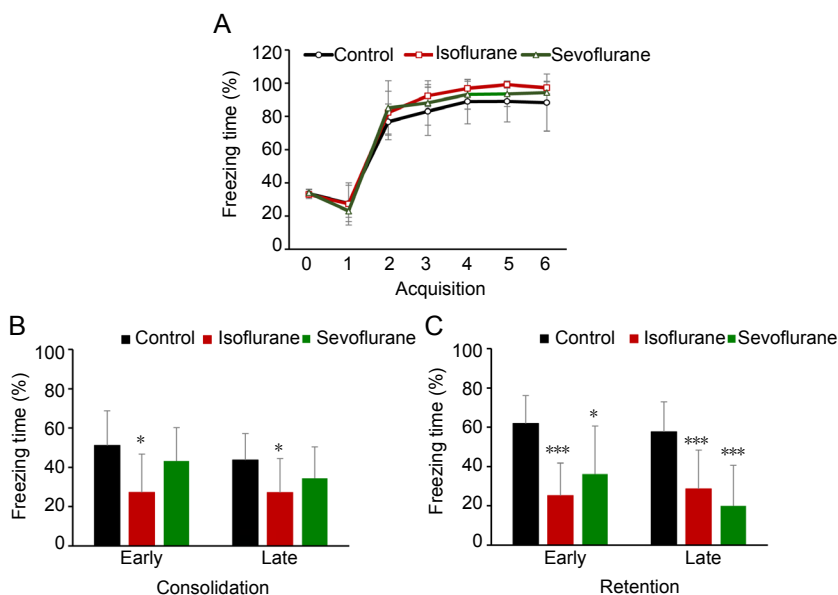 A
Control Isoflurane Sevoflurane
Freezing time (%)
120
100
80
60
40
20
0
0 1 2 3 4 5 6
Acquisition
B
Control Isoflurane Sevoflurane
Freezing time (%)
100
80
60
40
20
0
* *
Early Late
Consolidation
C
Control Isoflurane Sevoflurane
Freezing time (%)
100
80
60
40
20
0
*** * *** ***
Early Late
Retention